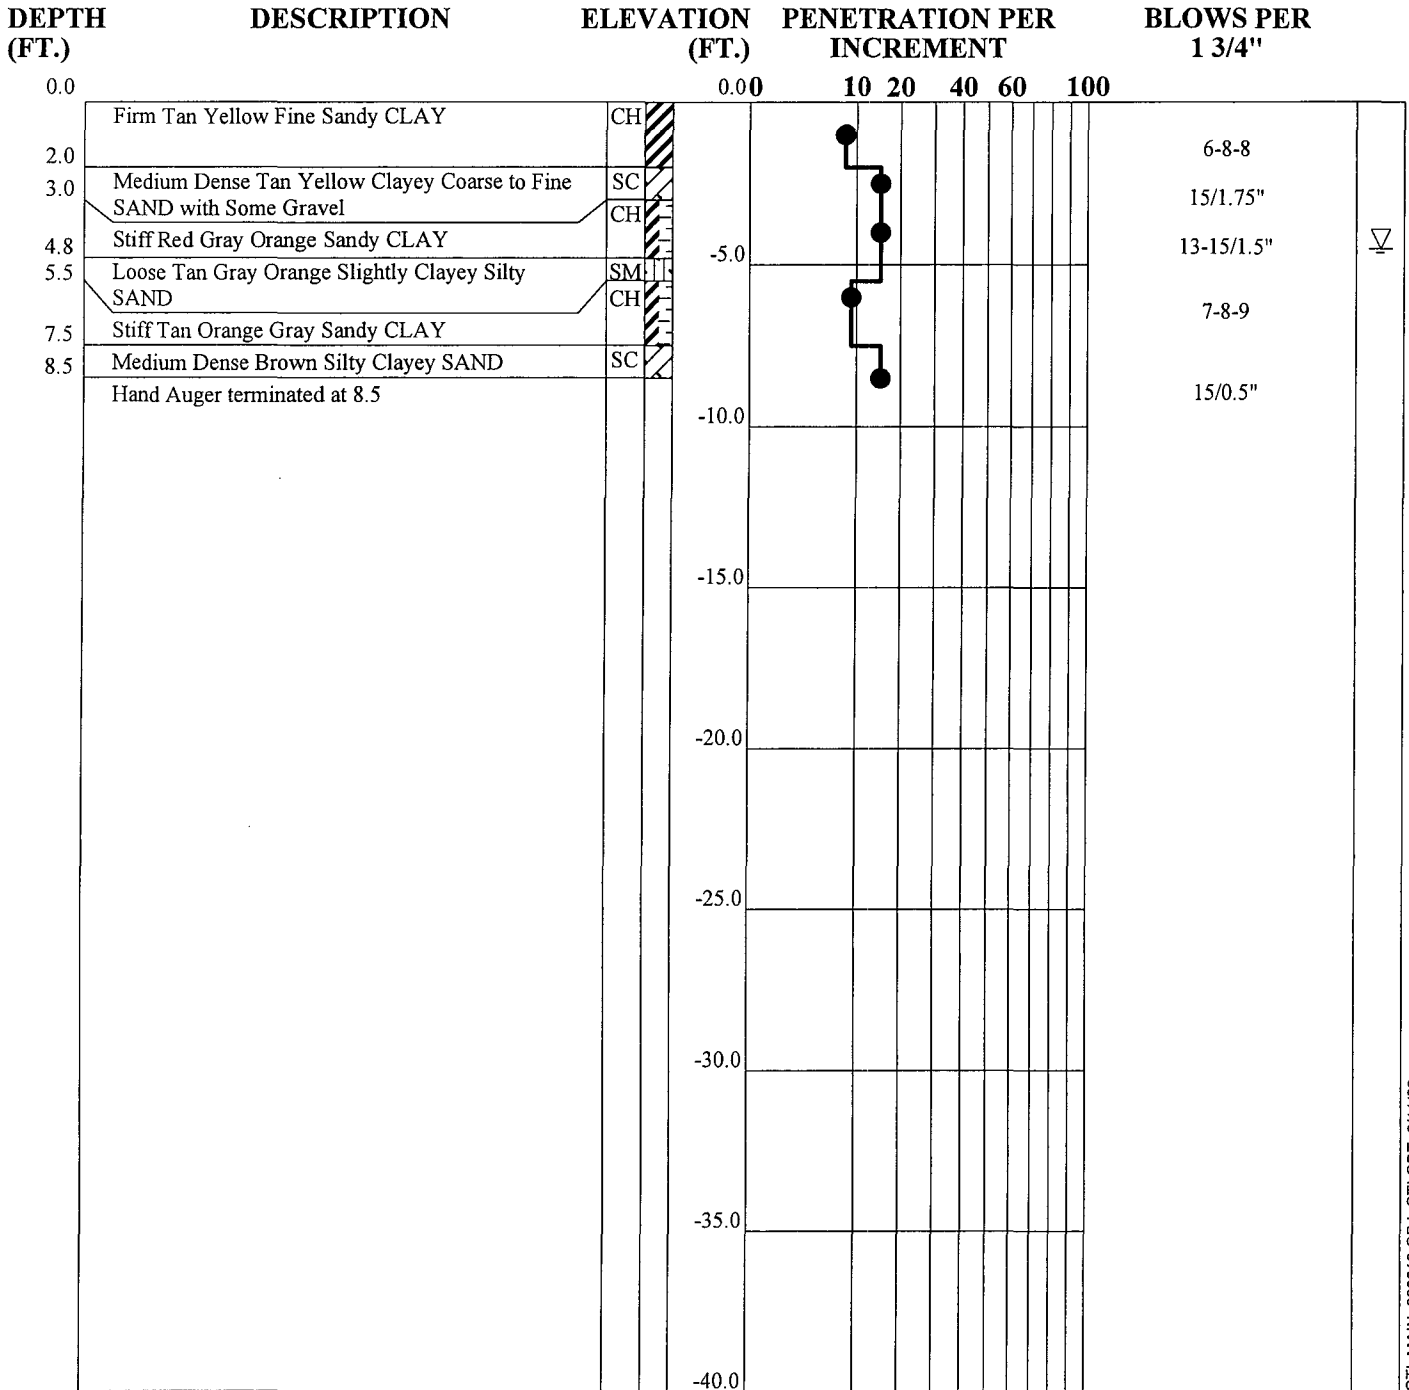 DEPTH (FT.) DESCRIPTION ELEVATION (FT.) PENETRATION PER INCREMENT BLOWS PER 1 3/4"
0.0 0.0 0 10 20 40 60 100
Firm Tan Yellow Fine Sandy CLAY CH
6-8-8
2.0
Medium Dense Tan Yellow Clayey Coarse to Fine SC
3.0
15/1.75"
SAND with Some Gravel CH
4.8 Stiff Red Gray Orange Sandy CLAY 13-15/1.5"
-5.0
5.5 Loose Tan Gray Orange Slightly Clayey Silty SM
SAND CH
7-8-9
7.5 Stiff Tan Orange Gray Sandy CLAY
8.5 Medium Dense Brown Silty Clayey SAND SC
Hand Auger terminated at 8.5 15/0.5"
-10.0
-15.0
-20.0
-25.0
-30.0
-35.0
-40.0